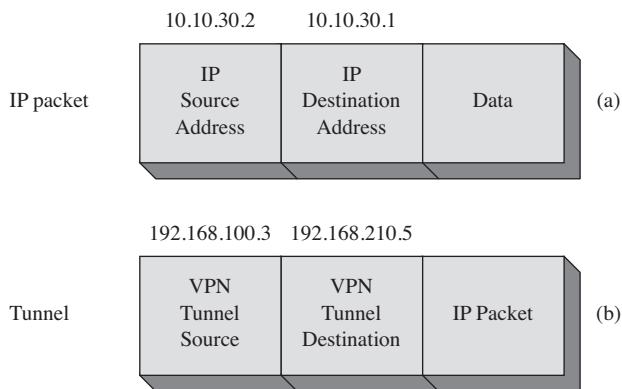 10.10.30.2 10.10.30.1
IP packet
IP
Source
Address
IP
Destination
Address
Data
(a)
192.168.100.3 192.168.210.5
Tunnel
VPN
Tunnel
Source
VPN
Tunnel
Destination
IP Packet
(b)